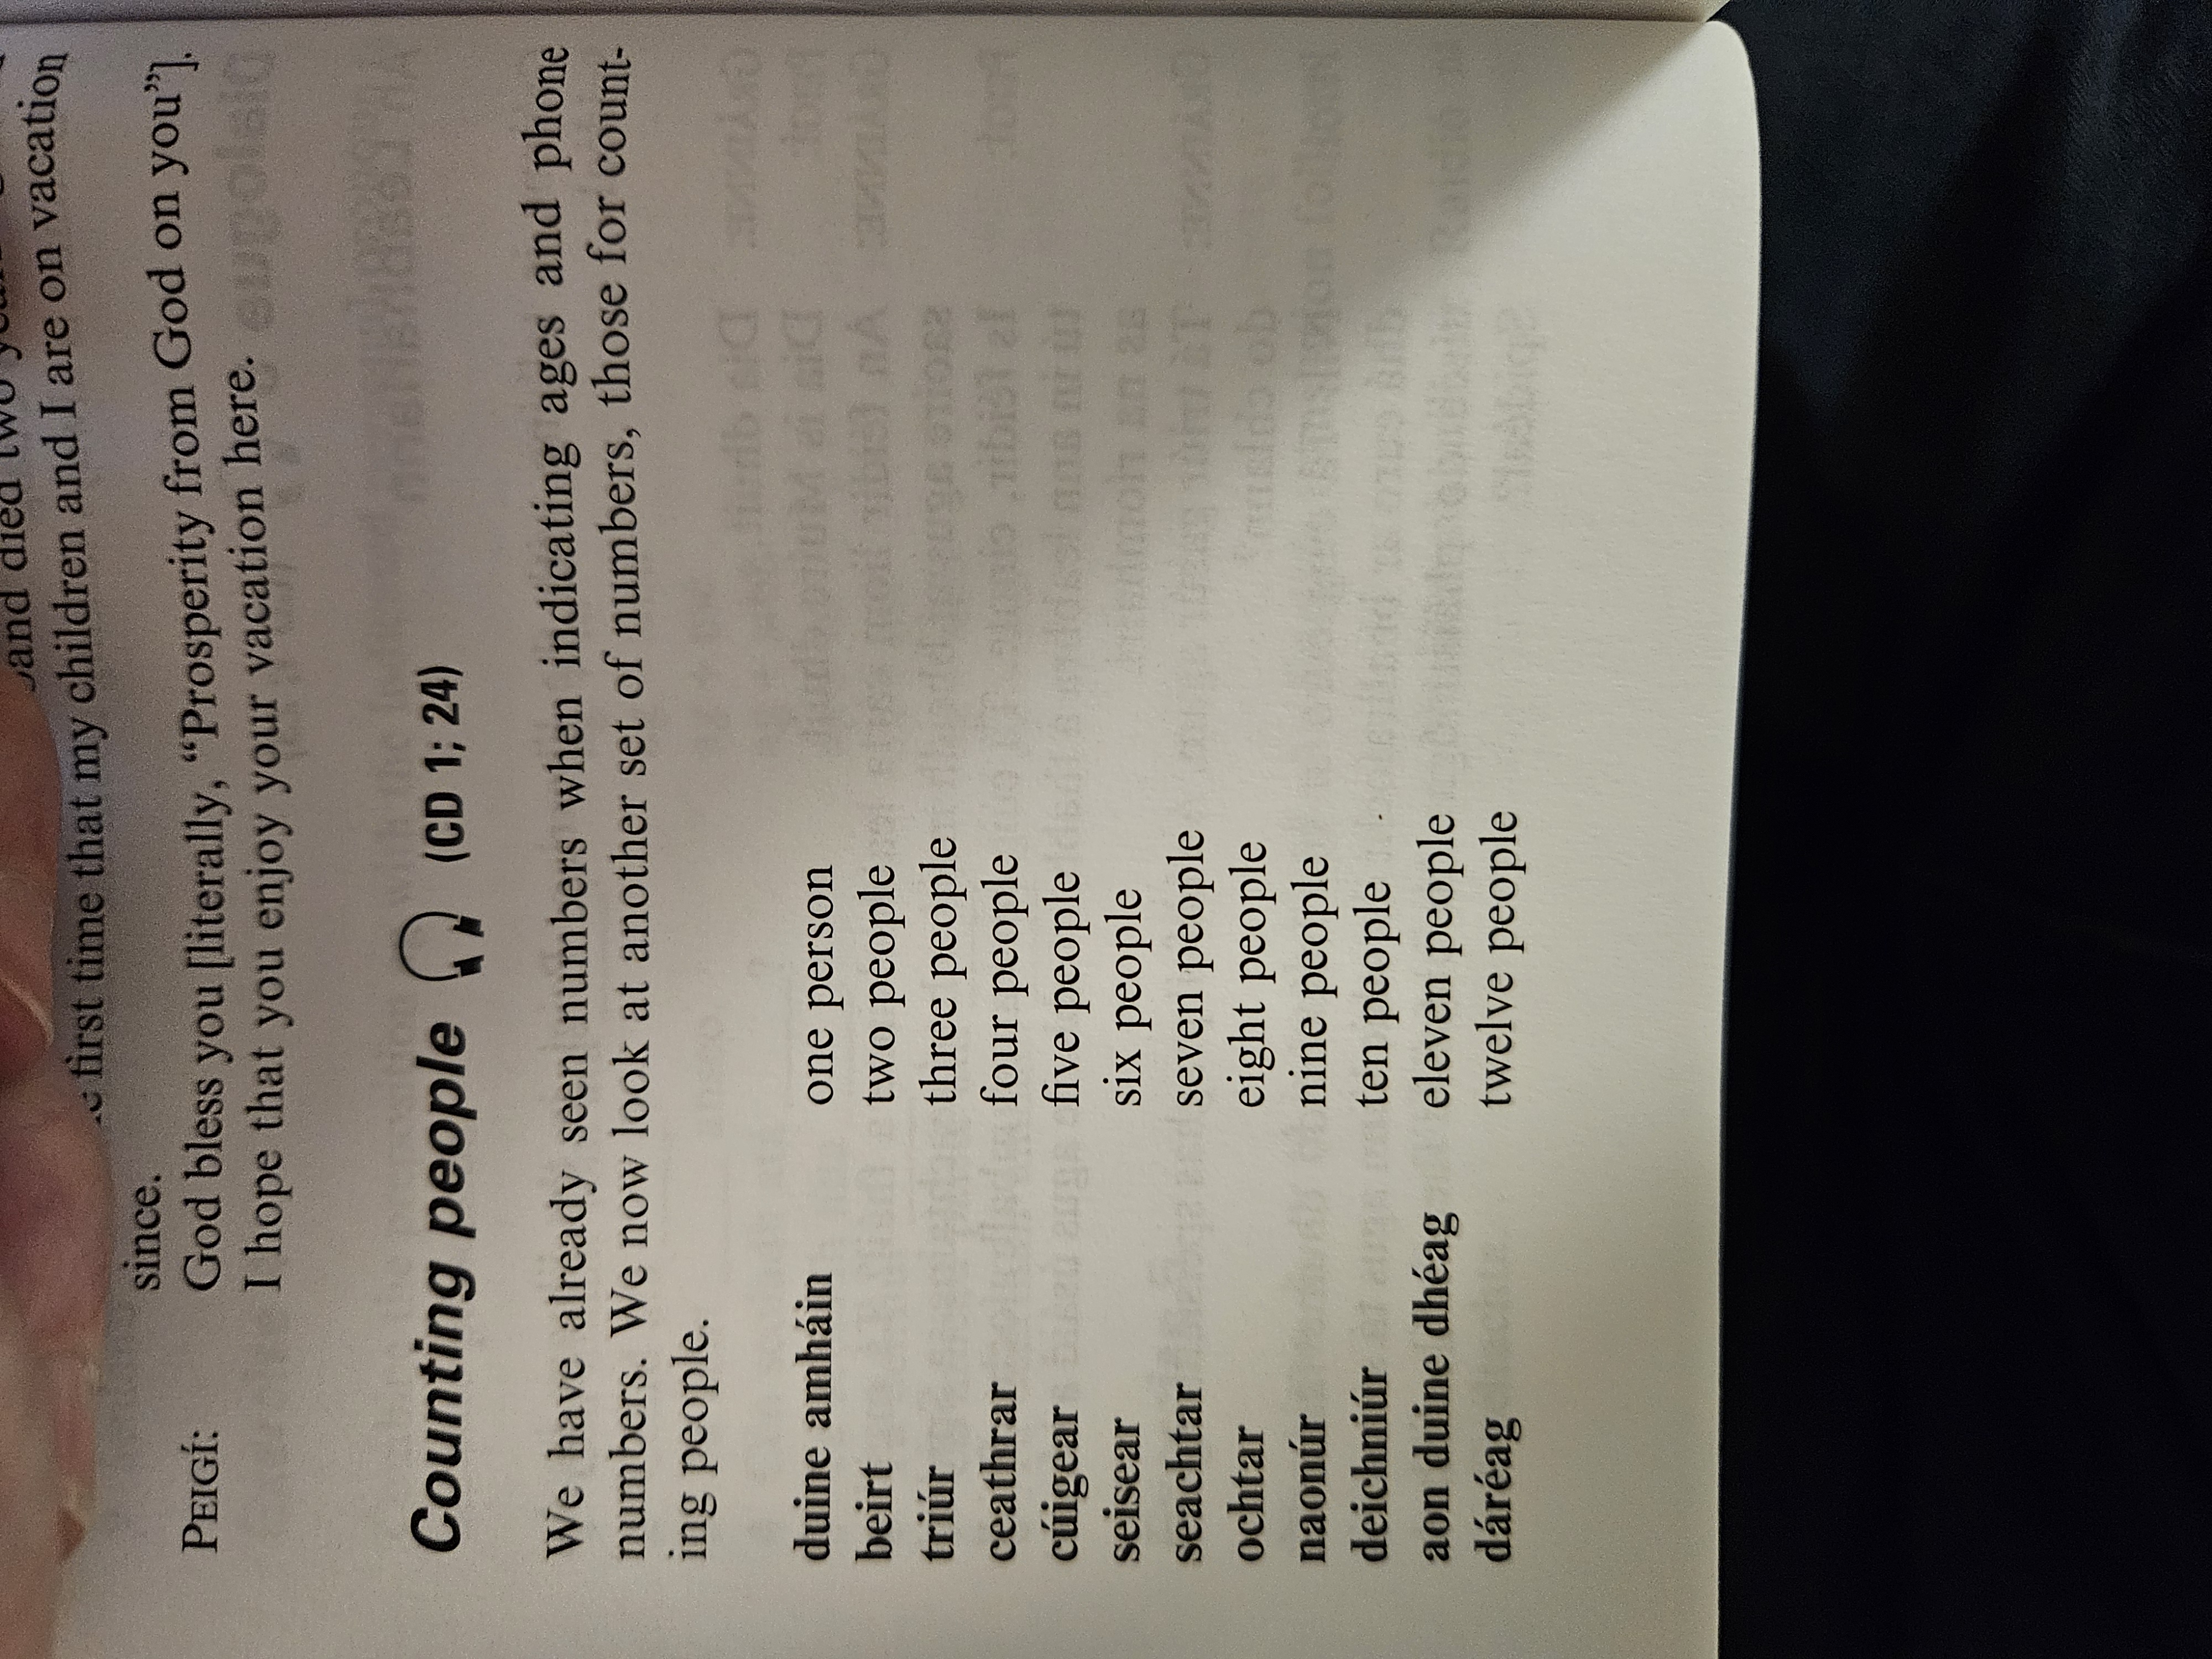 died two
first time that my children and I are on vacation
since.
PEIGÍ: God bless you [literally, “Prosperity from God on you”].
I hope that you enjoy your vacation here.
Counting people (CD 1; 24)
We have already seen numbers when indicating ages and phone
numbers. We now look at another set of numbers, those for count-
ing people.
duine amháin one person
beirt two people
triúr three people
ceathrar four people
cúigear five people
seisear six people
seachtar seven people
ochtar eight people
naonúr nine people
deichniúr ten people
aon duine dhéag eleven people
dáréag twelve people